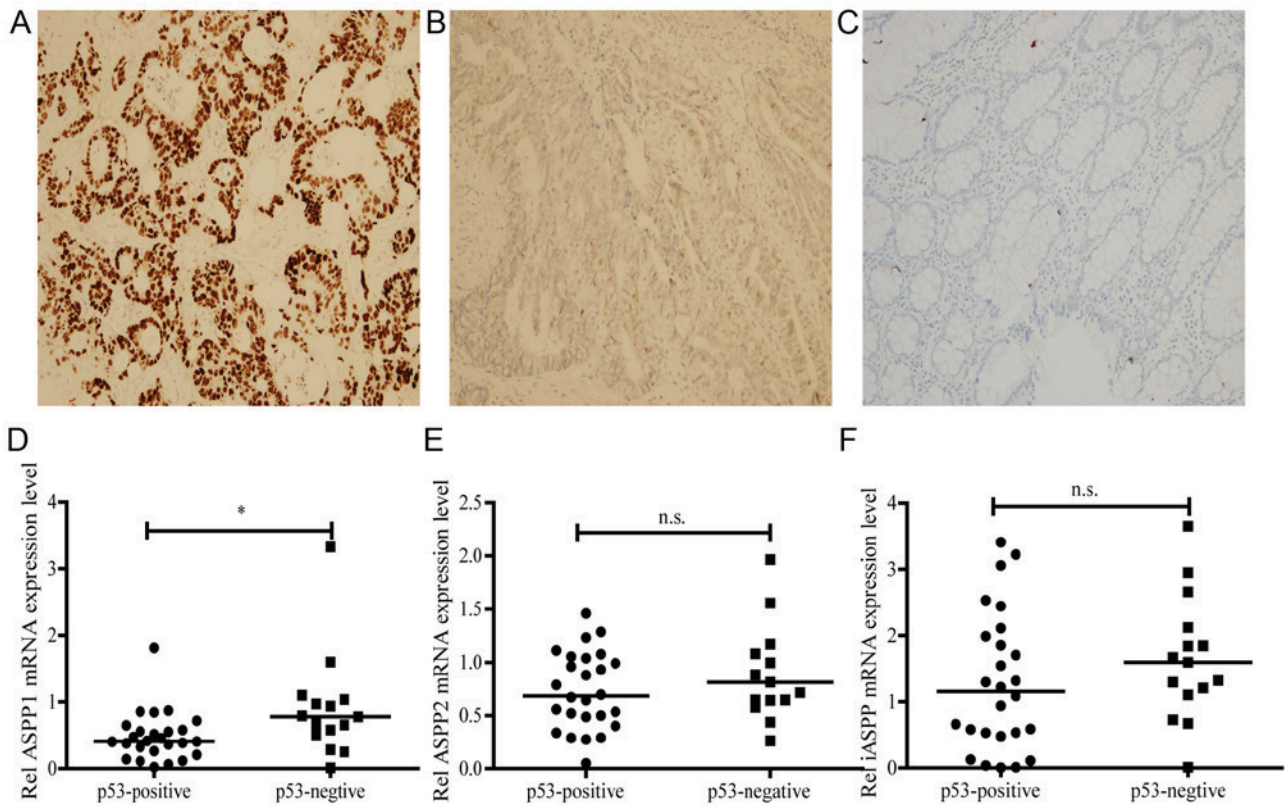 A
B
C
D
Rel ASPP1 mRNA expression level
4
3
2
1
0
*
p53-positive
p53-negtive
E
Rel ASPP2 mRNA expression level
2.5
2.0
1.5
1.0
0.5
0.0
n.s.
p53-positive
p53-negative
F
Rel iASPP mRNA expression level
4
3
2
1
0
n.s.
p53-positive
p53-negtive